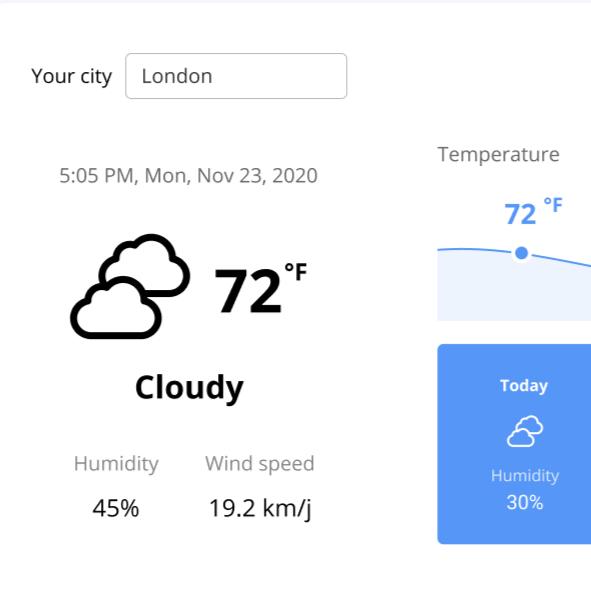 Your city London
5:05 PM, Mon, Nov 23, 2020
72 °F
Cloudy
Humidity Wind speed
45% 19.2 km/j
Temperature
72 °F
Today
Humidity
30%